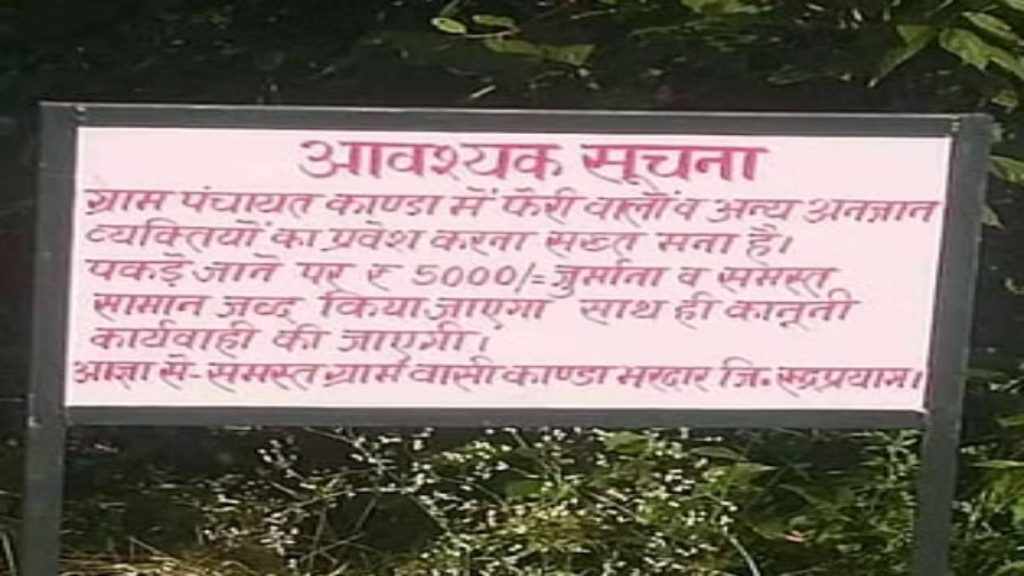 आवश्यक सूचना
ग्राम पंचायत काण्डा में फेरी वालों व अन्य अनजान
व्यक्तियों का प्रवेश करना सख्त मना है।
पकड़े जाने पर रु 5000/= जुर्माना व समस्त
सामान जब्द किया जाएगा साथ ही कानूनी
कार्यवाही की जाएगी।
आज्ञा से- समस्त ग्राम वासी काण्डा भरदार जि॰ रूद्रप्रयाग।